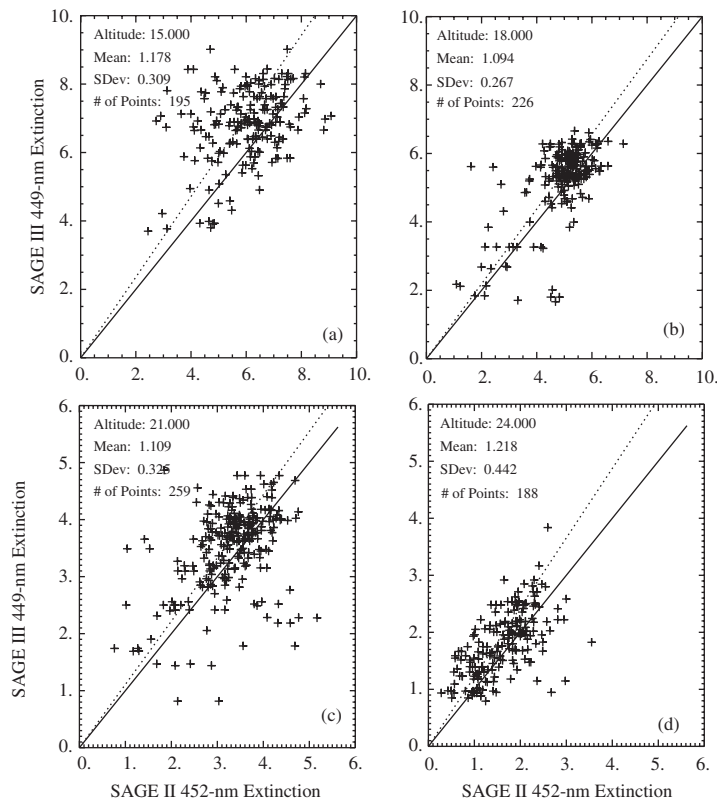 10.
8.
6.
4.
2.
0.
Altitude: 15.000
Mean: 1.178
SDev: 0.309
# of Points: 195
(a)
0. 2. 4. 6. 8. 10.
SAGE III 449-nm Extinction
10.
8.
6.
4.
2.
0.
Altitude: 18.000
Mean: 1.094
SDev: 0.267
# of Points: 226
(b)
0. 2. 4. 6. 8. 10.
6.
5.
4.
3.
2.
1.
0.
Altitude: 21.000
Mean: 1.109
SDev: 0.326
# of Points: 259
(c)
0. 1. 2. 3. 4. 5. 6.
SAGE III 449-nm Extinction
SAGE II 452-nm Extinction
6.
5.
4.
3.
2.
1.
0.
Altitude: 24.000
Mean: 1.218
SDev: 0.442
# of Points: 188
(d)
0. 1. 2. 3. 4. 5. 6.
SAGE II 452-nm Extinction